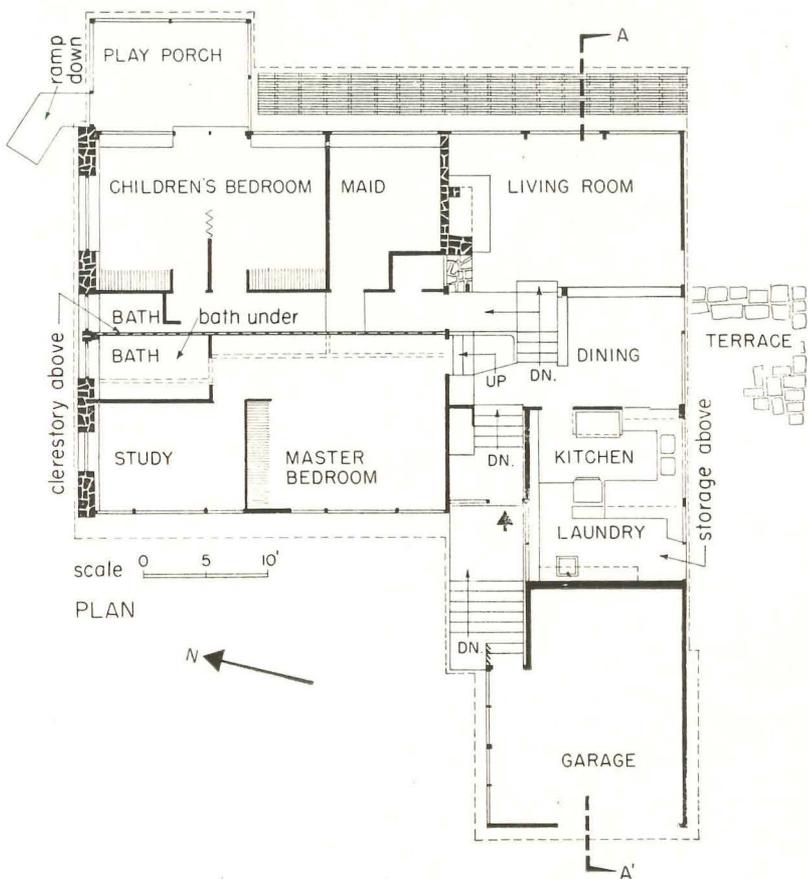 A
PLAY PORCH
ramp
down
CHILDREN'S BEDROOM
MAID
LIVING ROOM
BATH
bath under
BATH
clerestory above
TERRACE
DINING
UP
DN.
STUDY
MASTER
BEDROOM
DN.
KITCHEN
storage above
LAUNDRY
scale 0 5 10'
PLAN
DN.
N
GARAGE
A'